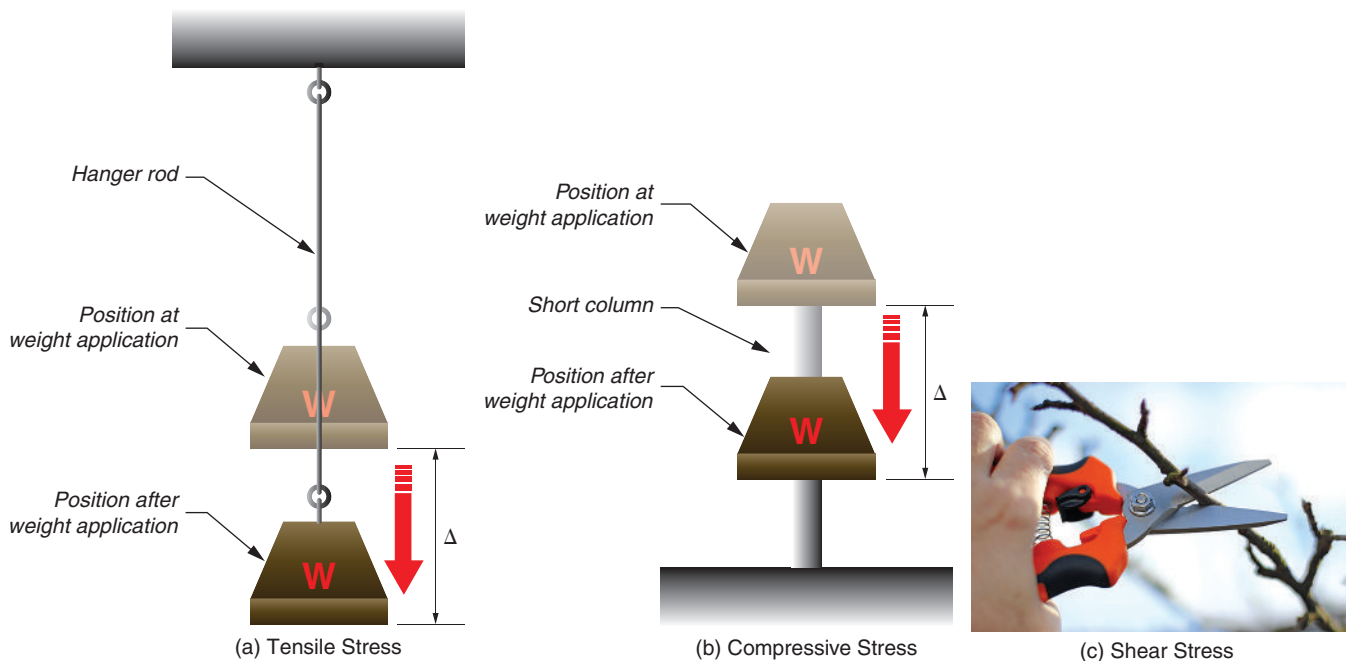 Hanger rod
Position at
weight application
W
Position after
weight application
W
Δ
(a) Tensile Stress
Position at
weight application
W
Short column
Position after
weight application
W
Δ
(b) Compressive Stress
(c) Shear Stress